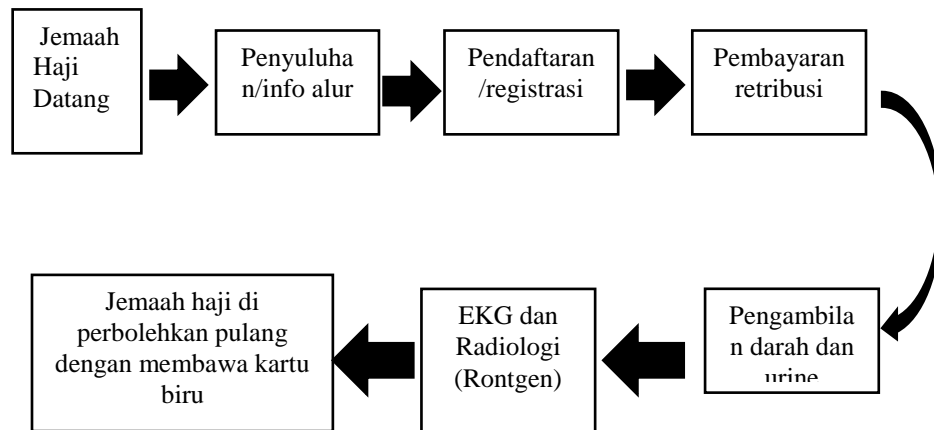 Jemaah
Haji
Datang
Penyuluha
n/info alur
Pendaftaran
/registrasi
Pembayaran
retribusi
Pengambila
n darah dan
urine
EKG dan
Radiologi
(Rontgen)
Jemaah haji di
perbolehkan pulang
dengan membawa kartu
biru